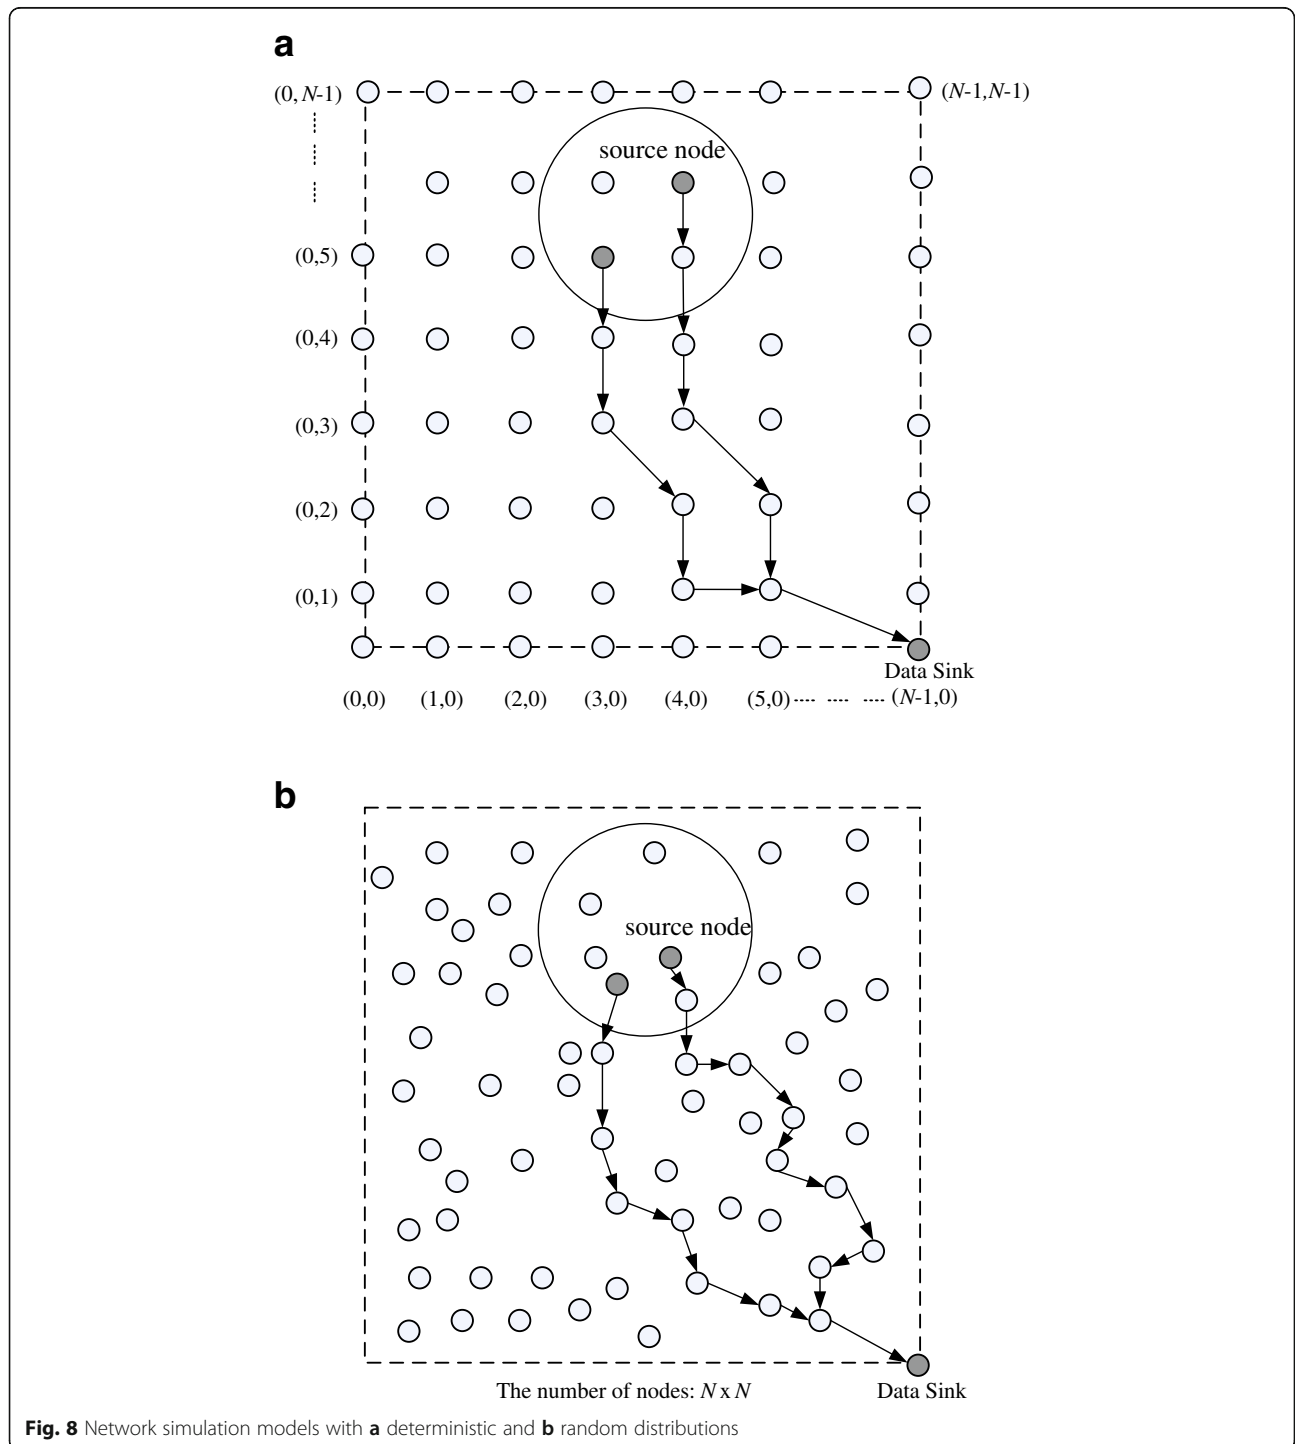 a
(0, N-1)
(N-1,N-1)
source node
(0,5)
(0,4)
(0,3)
(0,2)
(0,1)
Data Sink
(0,0) (1,0) (2,0) (3,0) (4,0) (5,0) (N-1,0)
b
source node
The number of nodes: N x N
Data Sink
Fig. 8 Network simulation models with a deterministic and b random distributions